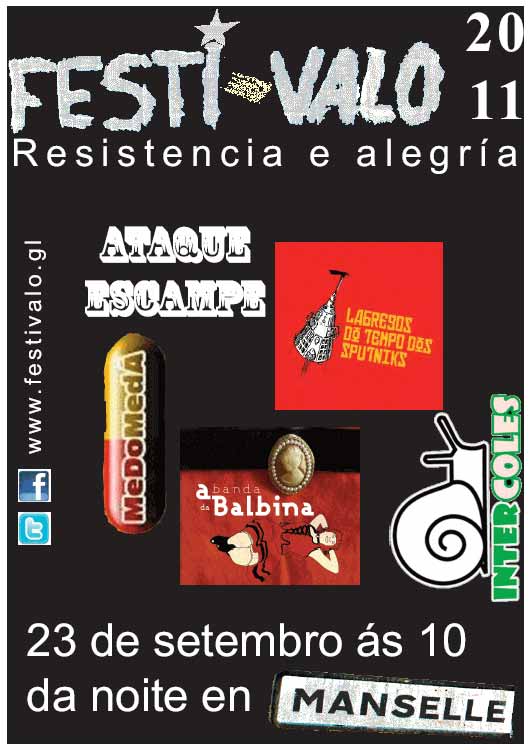 FESTI-VALO
20
11
Resistencia e alegría
www.festivalo.gl
ATAQUE
ESCAMPE
LABREGOS
DO TEMPO DOS
SPUTNIKS
MeDoMedÁ
a banda
da Balbina
INTERCOLES
f
t
23 de setembro ás 10
da noite en MANSELLE